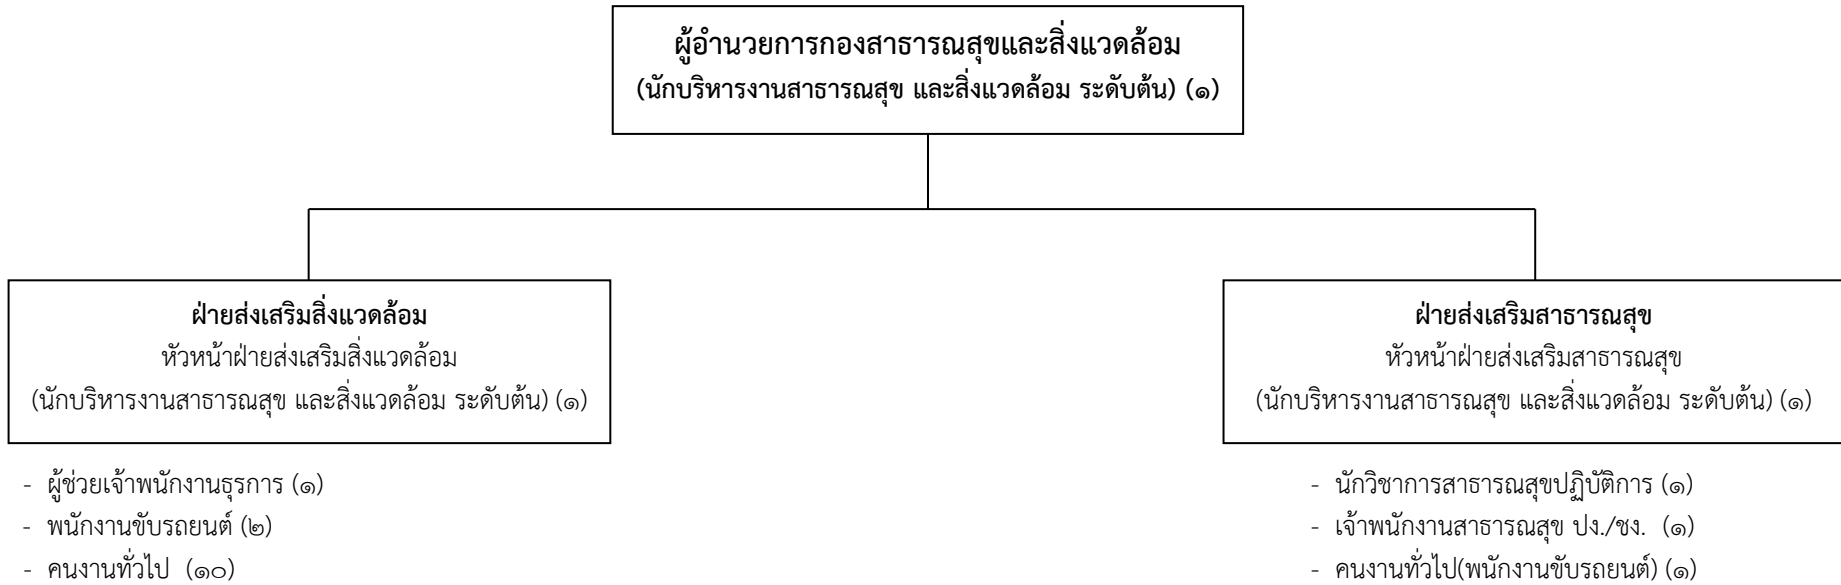 ผู้อำนวยการกองสาธารณสุขและสิ่งแวดล้อม
(นักบริหารงานสาธารณสุข และสิ่งแวดล้อม ระดับต้น) (๑)
ฝ่ายส่งเสริมสิ่งแวดล้อม
หัวหน้าฝ่ายส่งเสริมสิ่งแวดล้อม
(นักบริหารงานสาธารณสุข และสิ่งแวดล้อม ระดับต้น) (๑)
- ผู้ช่วยเจ้าพนักงานธุรการ (๑)
- พนักงานขับรถยนต์ (๒)
- คนงานทั่วไป (๑๐)
ฝ่ายส่งเสริมสาธารณสุข
หัวหน้าฝ่ายส่งเสริมสาธารณสุข
(นักบริหารงานสาธารณสุข และสิ่งแวดล้อม ระดับต้น) (๑)
- นักวิชาการสาธารณสุขปฏิบัติการ (๑)
- เจ้าพนักงานสาธารณสุข ปง./ชง. (๑)
- คนงานทั่วไป(พนักงานขับรถยนต์) (๑)